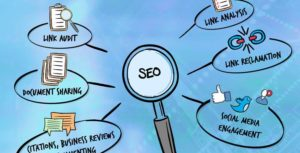 LINK AUDIT
LINK ANALYSIS
DOCUMENT SHARING
SEO
LINK RECLAMATION
CITATIONS, BUSINESS REVIEWS
SOCIAL MEDIA
ENGAGEMENT